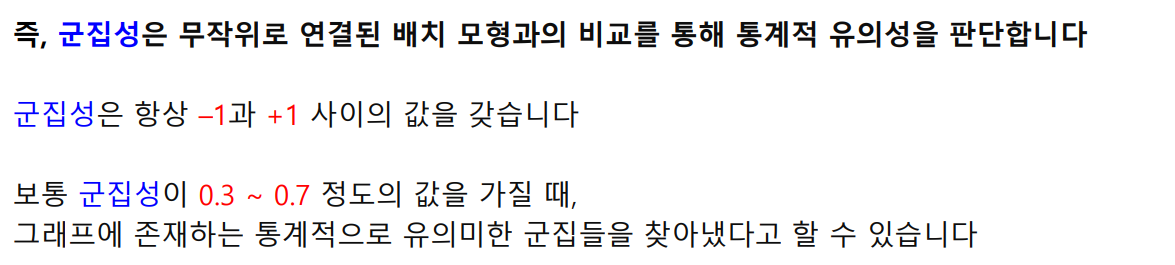 즉, 군집성은 무작위로 연결된 배치 모형과의 비교를 통해 통계적 유의성을 판단합니다
군집성은 항상 –1과 +1 사이의 값을 갖습니다
보통 군집성이 0.3 ~ 0.7 정도의 값을 가질 때,
그래프에 존재하는 통계적으로 유의미한 군집들을 찾아냈다고 할 수 있습니다